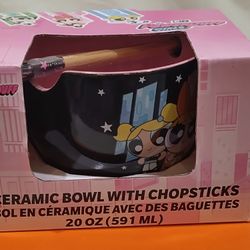 CERAMIC BOWL WITH CHOPSTICKS
BOL EN CÉRAMIQUE AVEC DES BAGUETTES
20 OZ (591 ML)